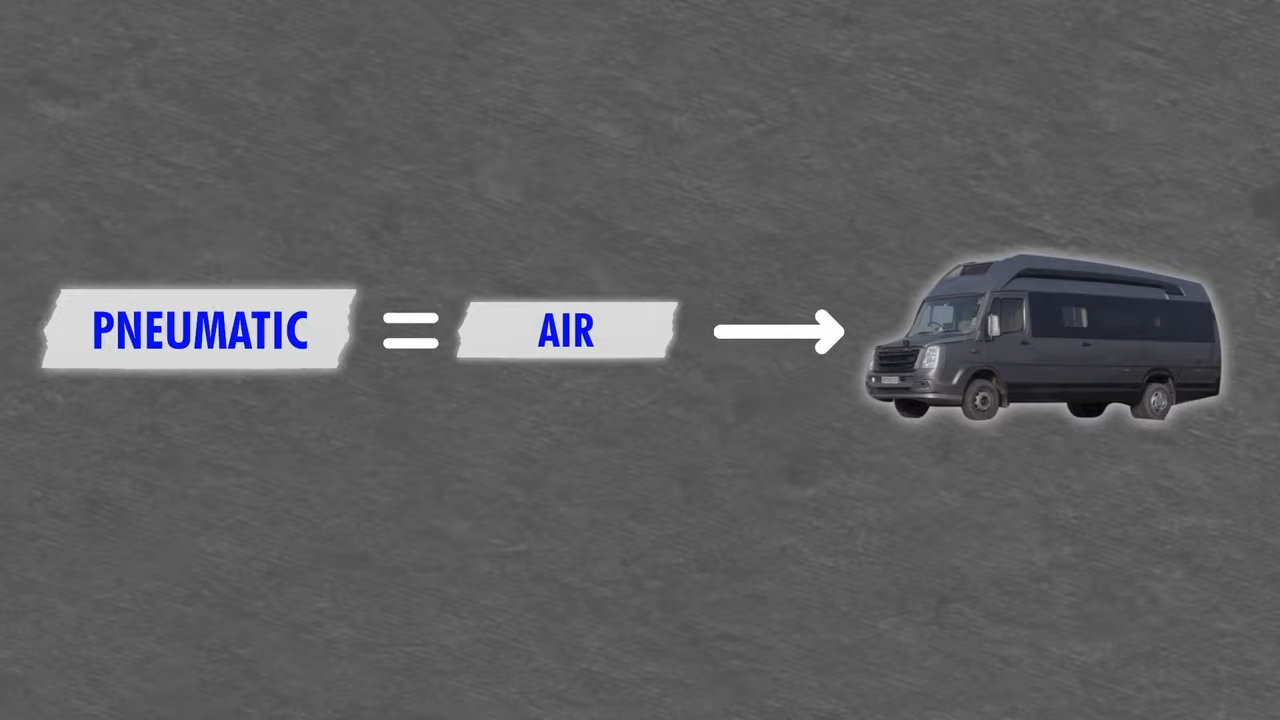 PNEUMATIC = AIR →